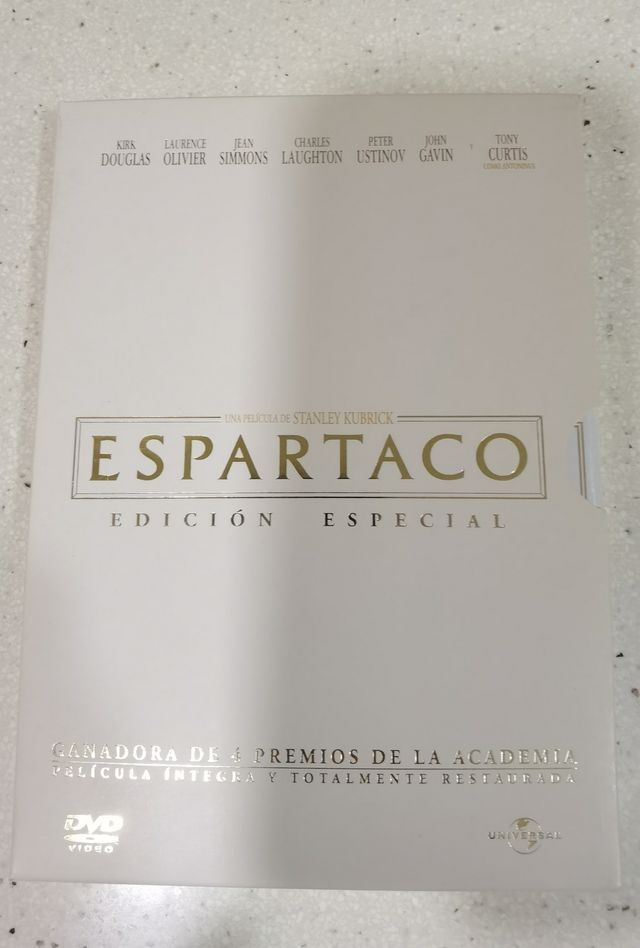 KIRK DOUGLAS LAURENCE OLIVIER JEAN SIMMONS CHARLES LAUGHTON PETER USTINOV JOHN GAVIN Y TONY CURTIS
COMO ANTONINUS
UNA PELÍCULA DE STANLEY KUBRICK
ESPARTACO
EDICIÓN ESPECIAL
GANADORA DE 4 PREMIOS DE LA ACADEMIA
PELÍCULA ÍNTEGRA Y TOTALMENTE RESTAURADA
DVD
VIDEO
UNIVERSAL